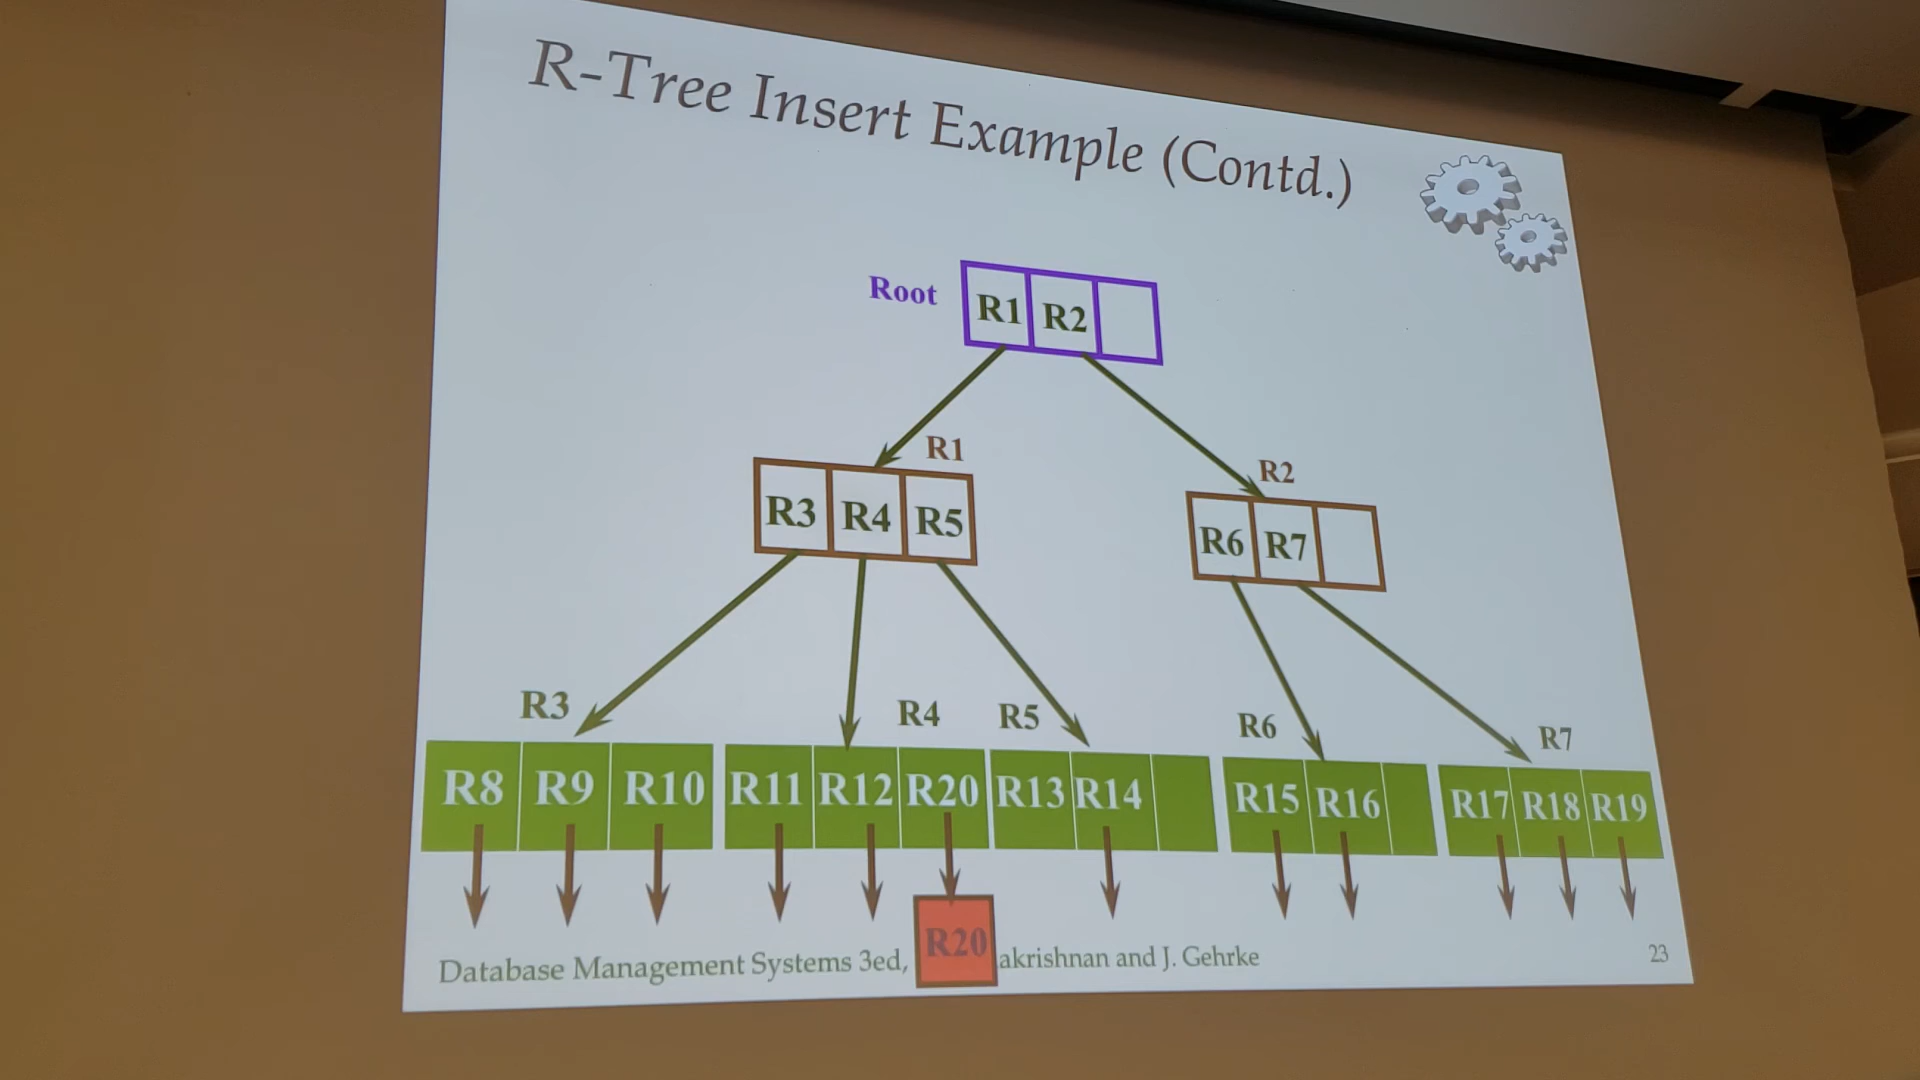 R-Tree Insert Example (Contd.)
Root
R1 R2
R1
R2
R3 R4 R5
R6 R7
R3
R4
R5
R6
R7
R8 R9 R10 R11 R12 R20 R13 R14 R15 R16 R17 R18 R19
R20
Database Management Systems 3ed, akrishnan and J. Gehrke
23